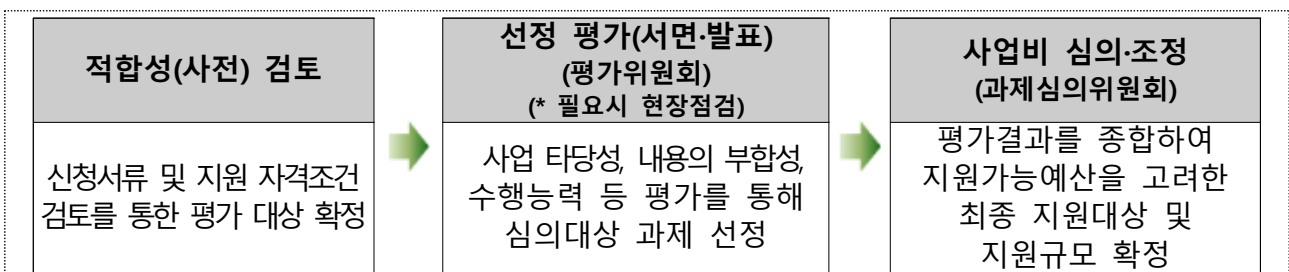 적합성(사전) 검토
신청서류 및 지원 자격조건
검토를 통한 평가 대상 확정
선정 평가(서면·발표)
(평가위원회)
(* 필요시 현장점검)
사업 타당성, 내용의 부합성,
수행능력 등 평가를 통해
심의대상 과제 선정
사업비 심의·조정
(과제심의위원회)
평가결과를 종합하여
지원가능예산을 고려한
최종 지원대상 및
지원규모 확정